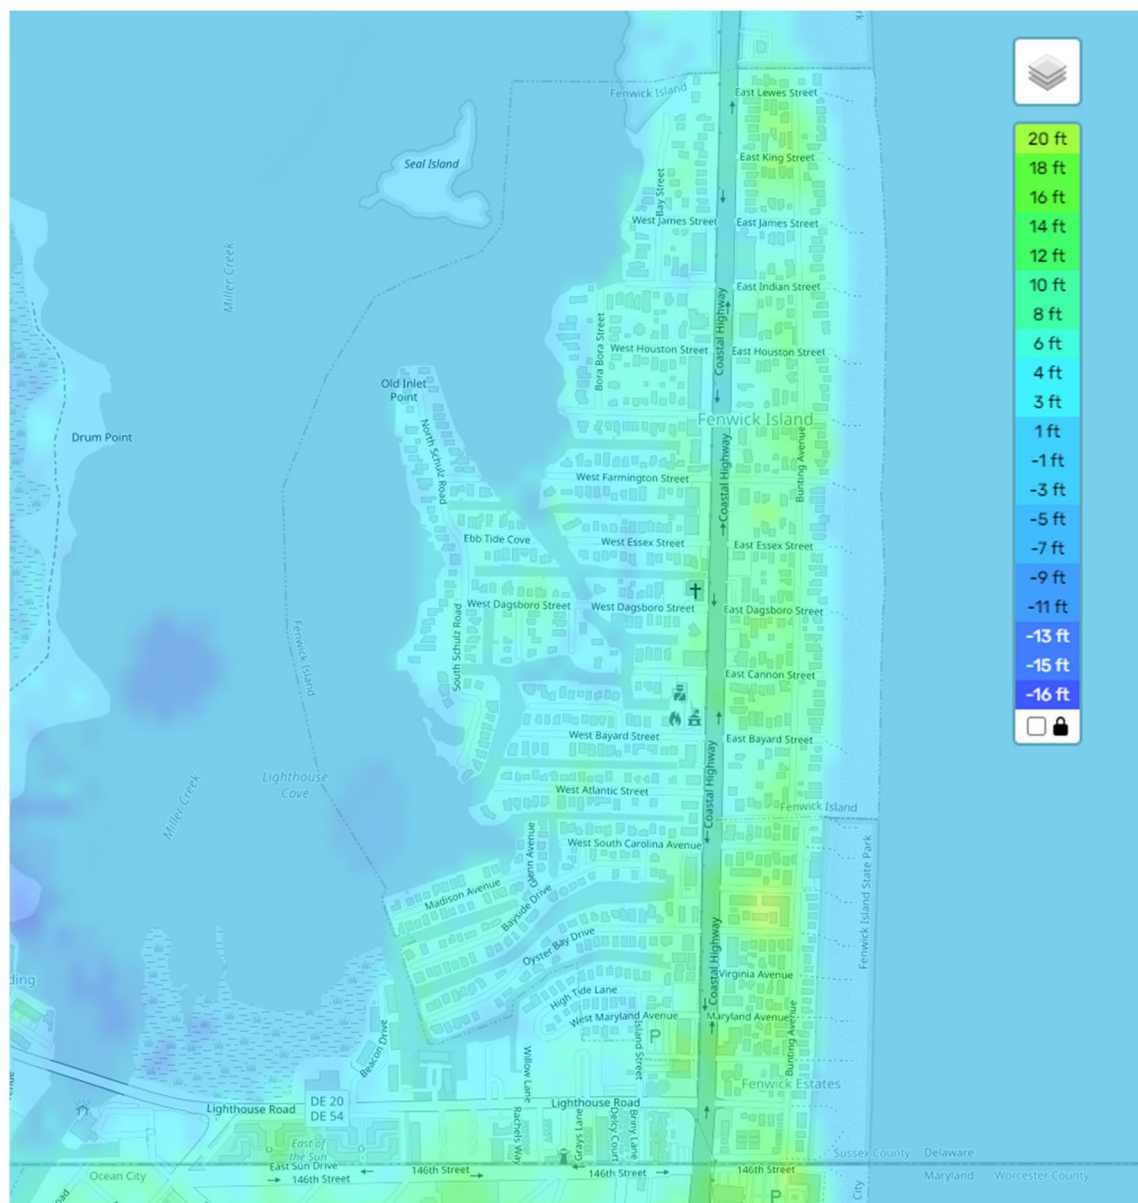 Fenwick Island
East Lewes Street
20 ft
18 ft
16 ft
14 ft
12 ft
10 ft
8 ft
6 ft
4 ft
3 ft
1 ft
-1 ft
-3 ft
-5 ft
-7 ft
-9 ft
-11 ft
-13 ft
-15 ft
-16 ft
Seal Island
East King Street
Bay Street
West James Street
East James Street
Miller Creek
East Indian Street
Coastal Highway
Bora Bora Street
West Houston Street
East Houston Street
Old Inlet
Point
Fenwick Island
Drum Point
North Schulz Road
Coastal Highway
Bunting Avenue
West Farmington Street
Ebb Tide Cove
West Essex Street
East Essex Street
West Dagsboro Street
West Dagsboro Street
East Dagsboro Street
Fenwick Island
South Schulz Road
East Cannon Street
West Bayard Street
East Bayard Street
Lighthouse
Cove
Miller Creek
Coastal Highway
West Atlantic Street
Fenwick Island
West South Carolina Avenue
Glenn Avenue
Madison Avenue
Bayside Drive
Fenwick Island State Park
Oyster Bay Drive
Coastal Highway
ding
High Tide Lane
Virginia Avenue
West Maryland Avenue
Maryland Avenue
Bunting Avenue
Beacon Drive
Island Street
P
Willow Lane
Fenwick Estates
DE 20
DE 54
Lighthouse Road
Lighthouse Road
Rachels Way
Grays Lane
Delcy Court
Briny Lane
East of
the Sun
East Sun Drive
146th Street
146th Street
146th Street
146th Street
Sussex County
Delaware
Ocean City
Maryland
Worcester County
P
City